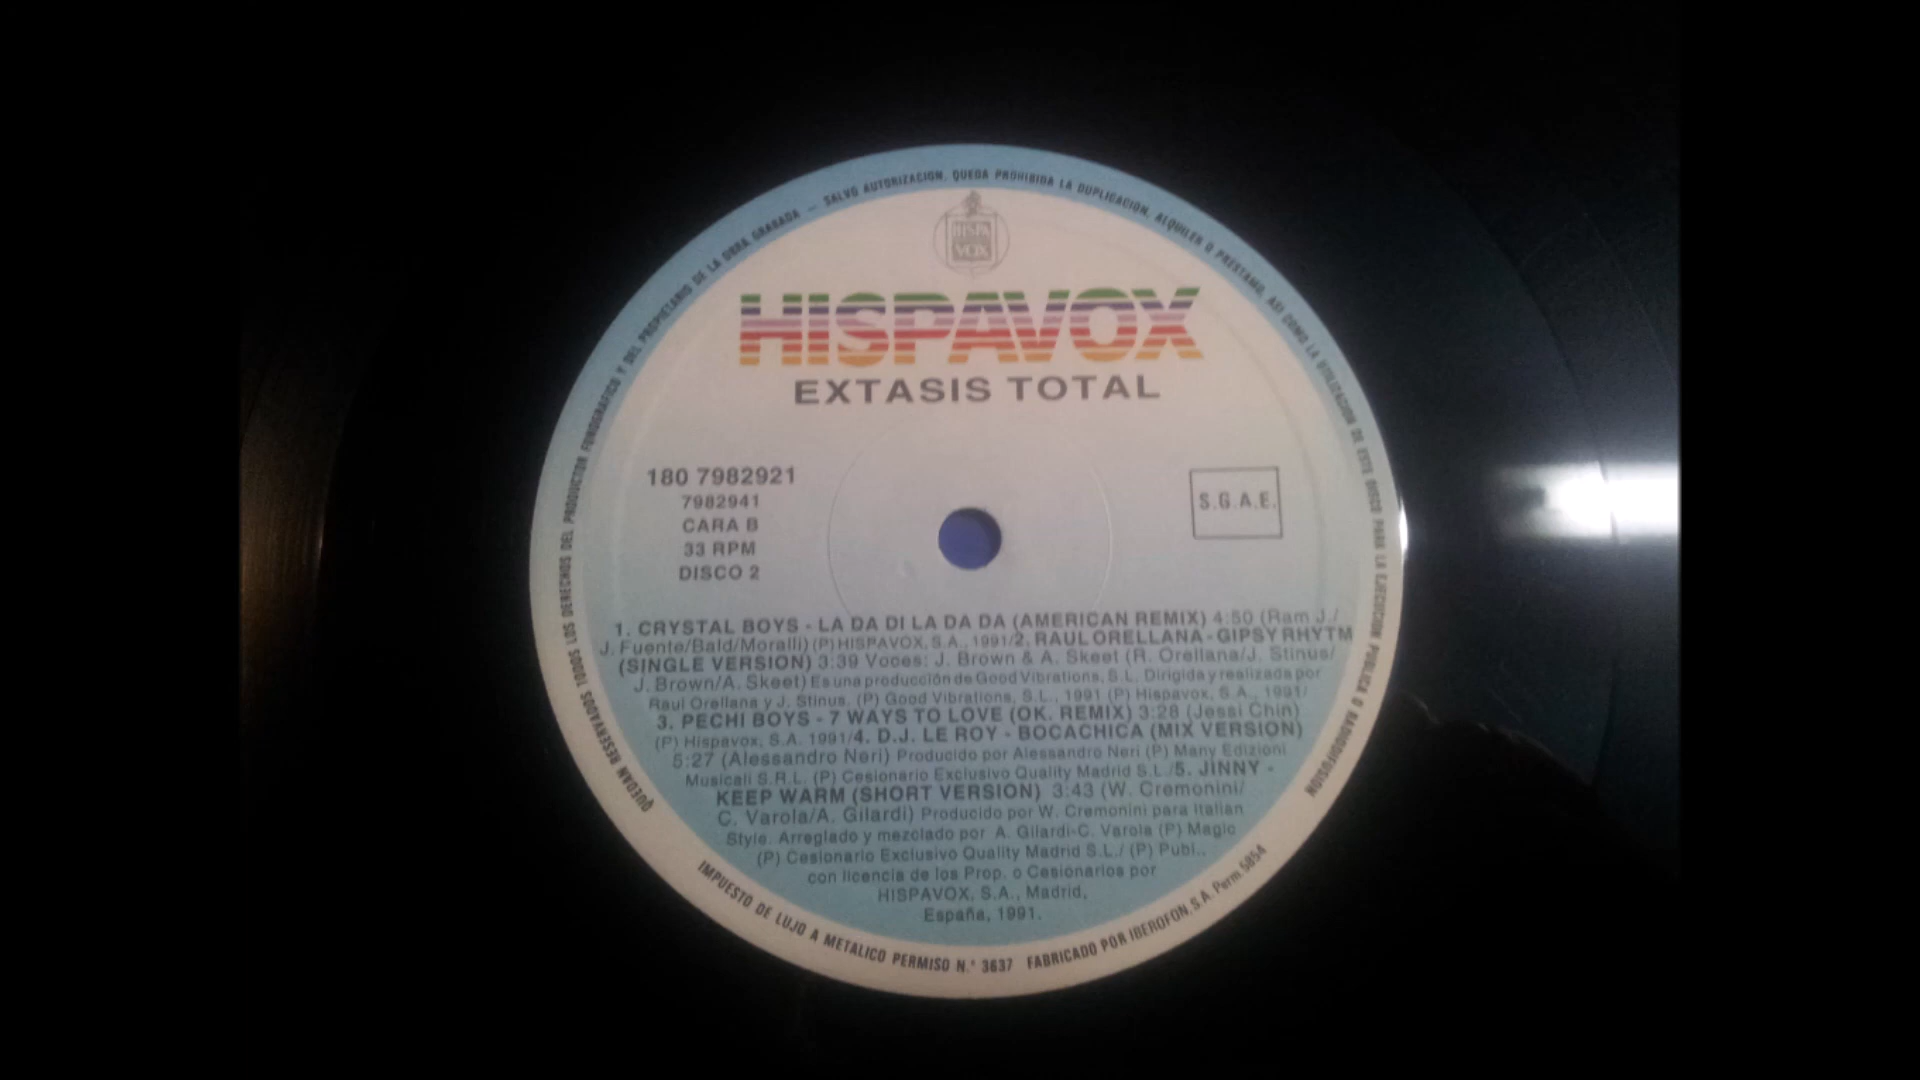 QUEDAN RESERVADOS TODOS LOS DERECHOS DEL PRODUCTOR FONOGRAFICO Y DEL PROPIETARIO DE LA OBRA GRABADA - SALVO AUTORIZACION, QUEDA PROHIBIDA LA DUPLICACION, ALQUILER O PRESTAMO, ASI COMO LA UTILIZACION DE ESTE DISCO PARA LA EJECUCION PUBLICA O RADIODIFUSION
HISPA
VOX
HISPAVOX
EXTASIS TOTAL
180 7982921
7982941
CARA B
33 RPM
DISCO 2
S.G.A.E.
1. CRYSTAL BOYS - LA DA DI LA DA DA (AMERICAN REMIX) 4:50 (Ram J./
J. Fuente/Bald/Moralli) (P) HISPAVOX, S.A., 1991/2. RAUL ORELLANA - GIPSY RHYTM
(SINGLE VERSION) 3:39 Voces: J. Brown & A. Skeet (R. Orellana/J. Stinus/
J. Brown/A. Skeet) Es una producción de Good Vibrations, S.L. Dirigida y realizada por
Raul Orellana y J. Stinus. (P) Good Vibrations, S.L., 1991 (P) Hispavox, S.A., 1991/
3. PECHI BOYS - 7 WAYS TO LOVE (OK. REMIX) 3:28 (Jessi Chin)
(P) Hispavox, S.A. 1991/4. D.J. LE ROY - BOCACHICA (MIX VERSION)
5:27 (Alessandro Neri) Producido por Alessandro Neri (P) Many Edizioni
Musicali S.R.L. (P) Cesionario Exclusivo Quality Madrid S.L./5. JINNY -
KEEP WARM (SHORT VERSION) 3:43 (W. Cremonini/
C. Varola/A. Gilardi) Producido por W. Cremonini para Italian
Style. Arreglado y mezclado por A. Gilardi-C. Varola (P) Magic
(P) Cesionario Exclusivo Quality Madrid S.L./ (P) Publ..
con licencia de los Prop. o Cesionarios por
HISPAVOX, S.A., Madrid.
España, 1991.
IMPUESTO DE LUJO A METALICO PERMISO N.° 3637 FABRICADO POR IBEROFON, S.A. Perm 5854